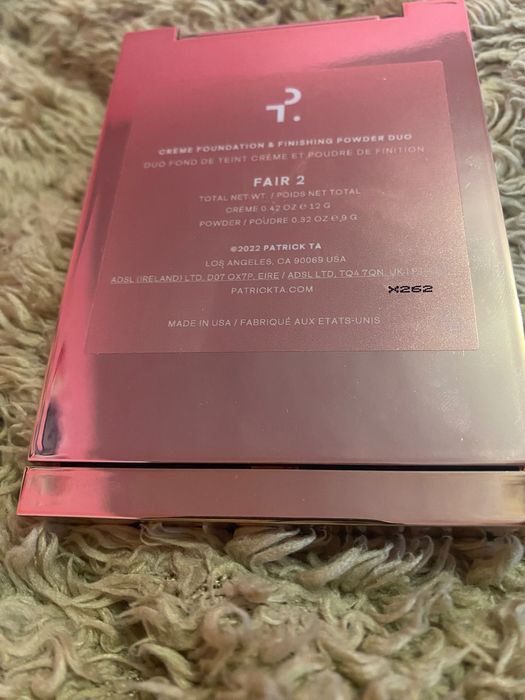 P.
CRÈME FOUNDATION & FINISHING POWDER DUO
DUO FOND DE TEINT CRÈME ET POUDRE DE FINITION
FAIR 2
TOTAL NET WT. / POIDS NET TOTAL
CRÈME 0.42 OZ ℮ 12 G
POWDER / POUDRE 0.32 OZ ℮ 9 G
©2022 PATRICK TA
LOS ANGELES, CA 90069 USA
ADSL (IRELAND) LTD, D07 OX7P, EIRE / ADSL LTD, TQ4 7QN, UK
PATRICKTA.COM
X262
MADE IN USA / FABRIQUÉ AUX ETATS-UNIS